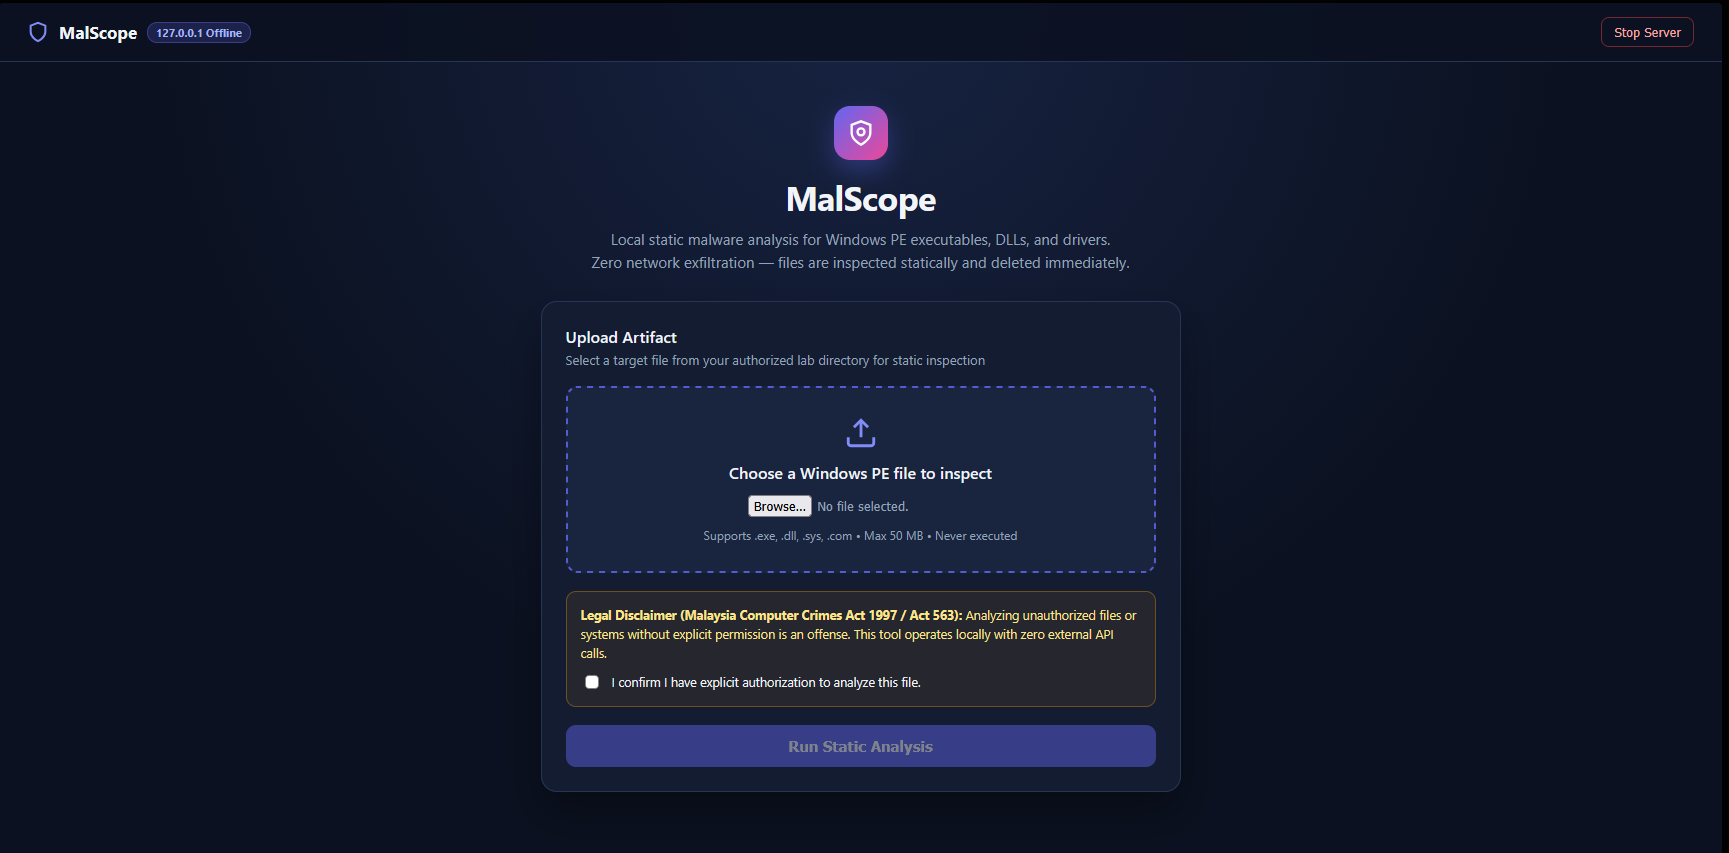 MalScope 127.0.0.1 Offline Stop Server
MalScope
Local static malware analysis for Windows PE executables, DLLs, and drivers.
Zero network exfiltration — files are inspected statically and deleted immediately.
Upload Artifact
Select a target file from your authorized lab directory for static inspection
Choose a Windows PE file to inspect
Browse... No file selected.
Supports .exe, .dll, .sys, .com • Max 50 MB • Never executed
Legal Disclaimer (Malaysia Computer Crimes Act 1997 / Act 563): Analyzing unauthorized files or
systems without explicit permission is an offense. This tool operates locally with zero external API
calls.
I confirm I have explicit authorization to analyze this file.
Run Static Analysis